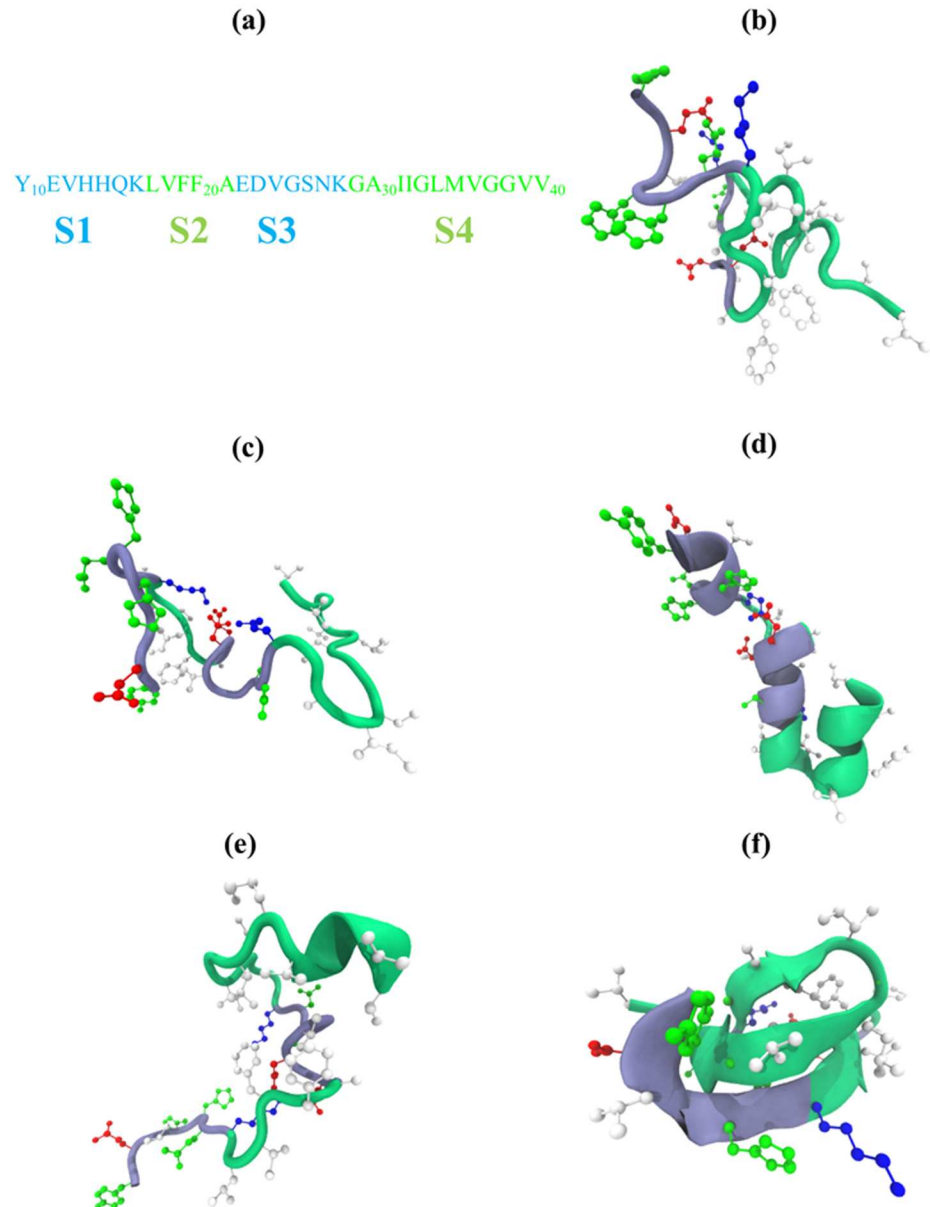 (a)
(b)
Y10EVHHQKLVFF20AEDVGSNKGA30IIGLMVGGVV40
S1 S2 S3 S4
(c)
(d)
(e)
(f)